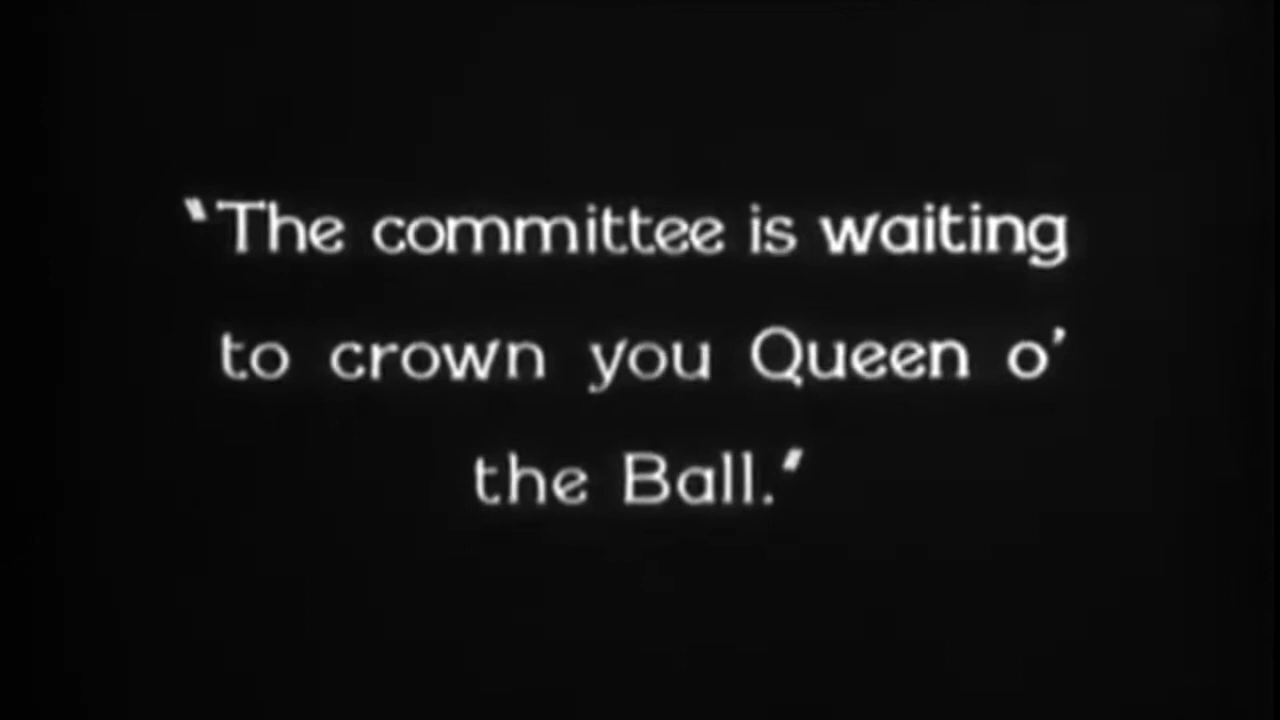 "The committee is waiting
to crown you Queen o'
the Ball."